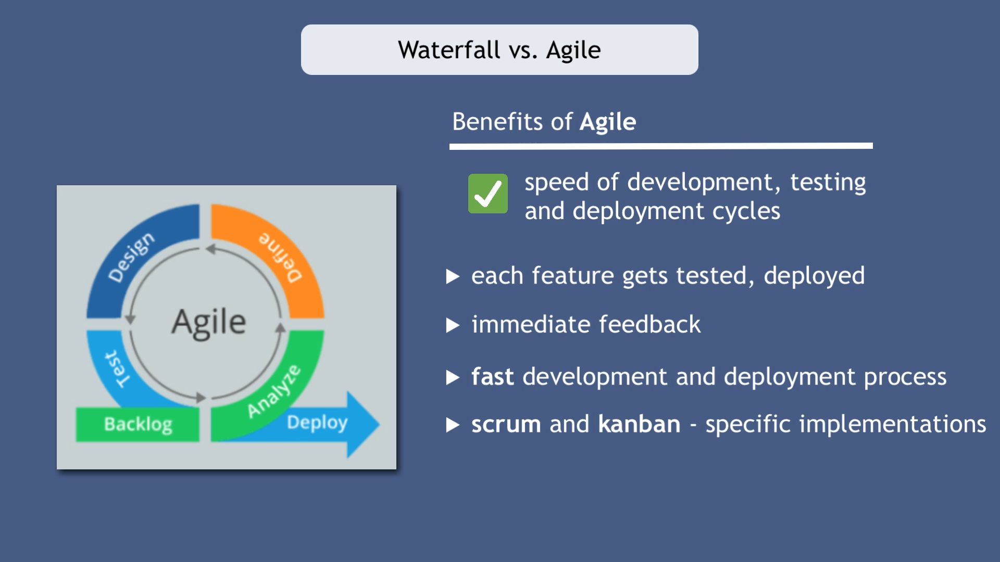 Waterfall vs. Agile
Benefits of Agile
speed of development, testing
and deployment cycles
each feature gets tested, deployed
immediate feedback
fast development and deployment process
scrum and kanban - specific implementations
Design
Define
Agile
Test
Analyze
Backlog
Deploy